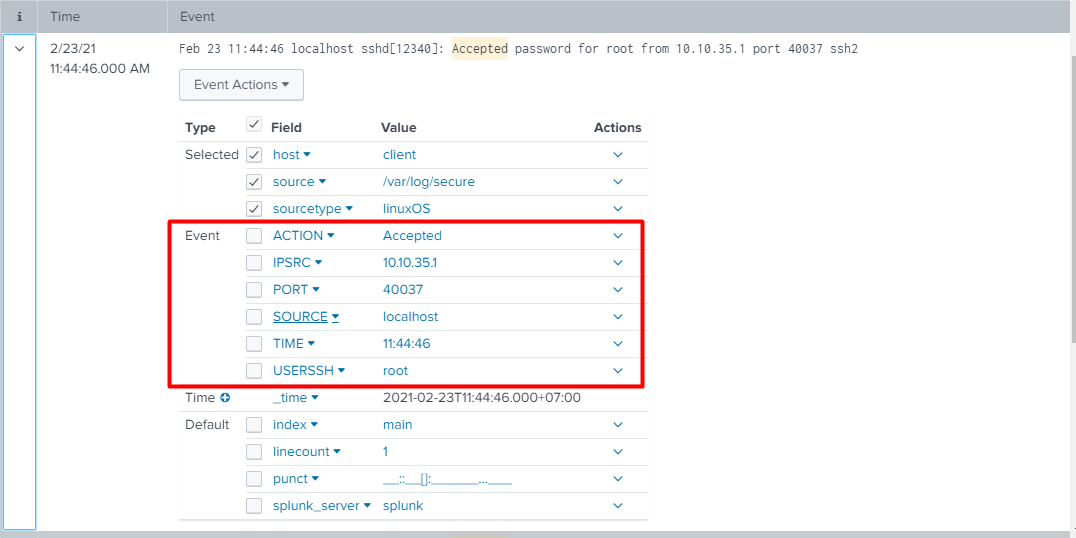 i Time Event
2/23/21 Feb 23 11:44:46 localhost sshd[12340]: Accepted password for root from 10.10.35.1 port 40037 ssh2
11:44:46.000 AM
Event Actions
Type Field Value Actions
Selected host client
source /var/log/secure
sourcetype linuxOS
Event ACTION Accepted
IPSRC 10.10.35.1
PORT 40037
SOURCE localhost
TIME 11:44:46
USERSSH root
Time _time 2021-02-23T11:44:46.000+07:00
Default index main
linecount 1
punct __::__[]:_______...____
splunk_server splunk